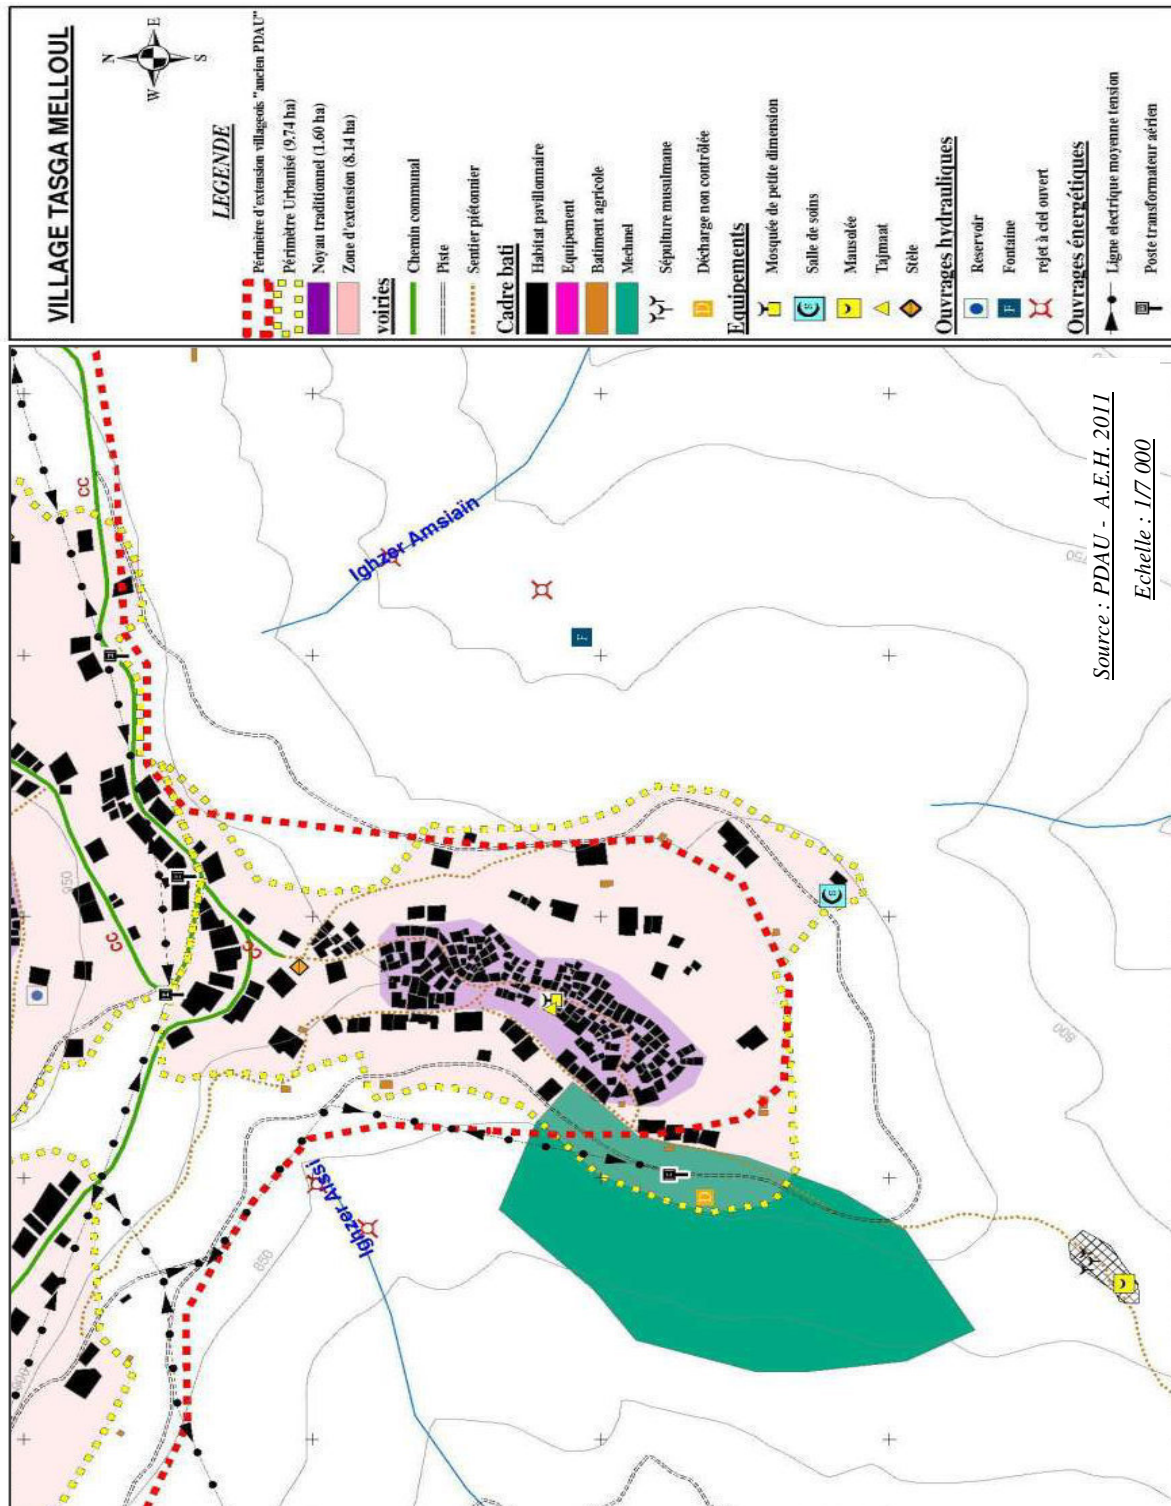 VILLAGE TASGA MELLOUL
N
E
W
S
LEGENDE
Périmètre d'extension villageois "ancien PDAU"
Périmètre Urbanisé (9.74 ha)
Noyau traditionnel (1.60 ha)
Zone d'extension (8.14 ha)
voiries
Chemin communal
Piste
Sentier piétonnier
Cadre bati
Habitat pavillonnaire
Equipement
Batiment agricole
Mechmel
Sépulture musulmane
D
Décharge non contrôlée
Equipements
Mosquée de petite dimension
Salle de soins
Mausolée
Tajmaat
Stèle
Ouvrages hydrauliques
Reservoir
F
Fontaine
rejet à ciel ouvert
Ouvrages énergétiques
Ligne electrique moyenne tension
Poste transformateur aérien
CC
CC
CC
950
900
850
800
Ighzer Amsiaïn
Ighzer Aissi
F
D
Source : PDAU - A.E.H. 2011
Echelle : 1/7 000